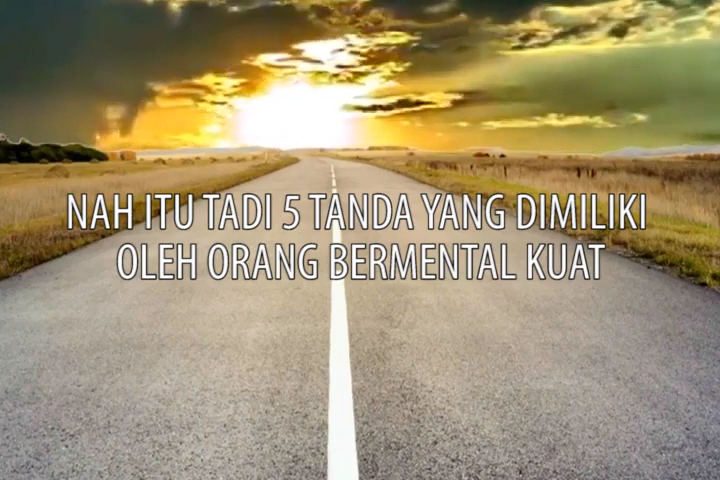 NAH ITU TADI 5 TANDA YANG DIMILIKI
OLEH ORANG BERMENTAL KUAT